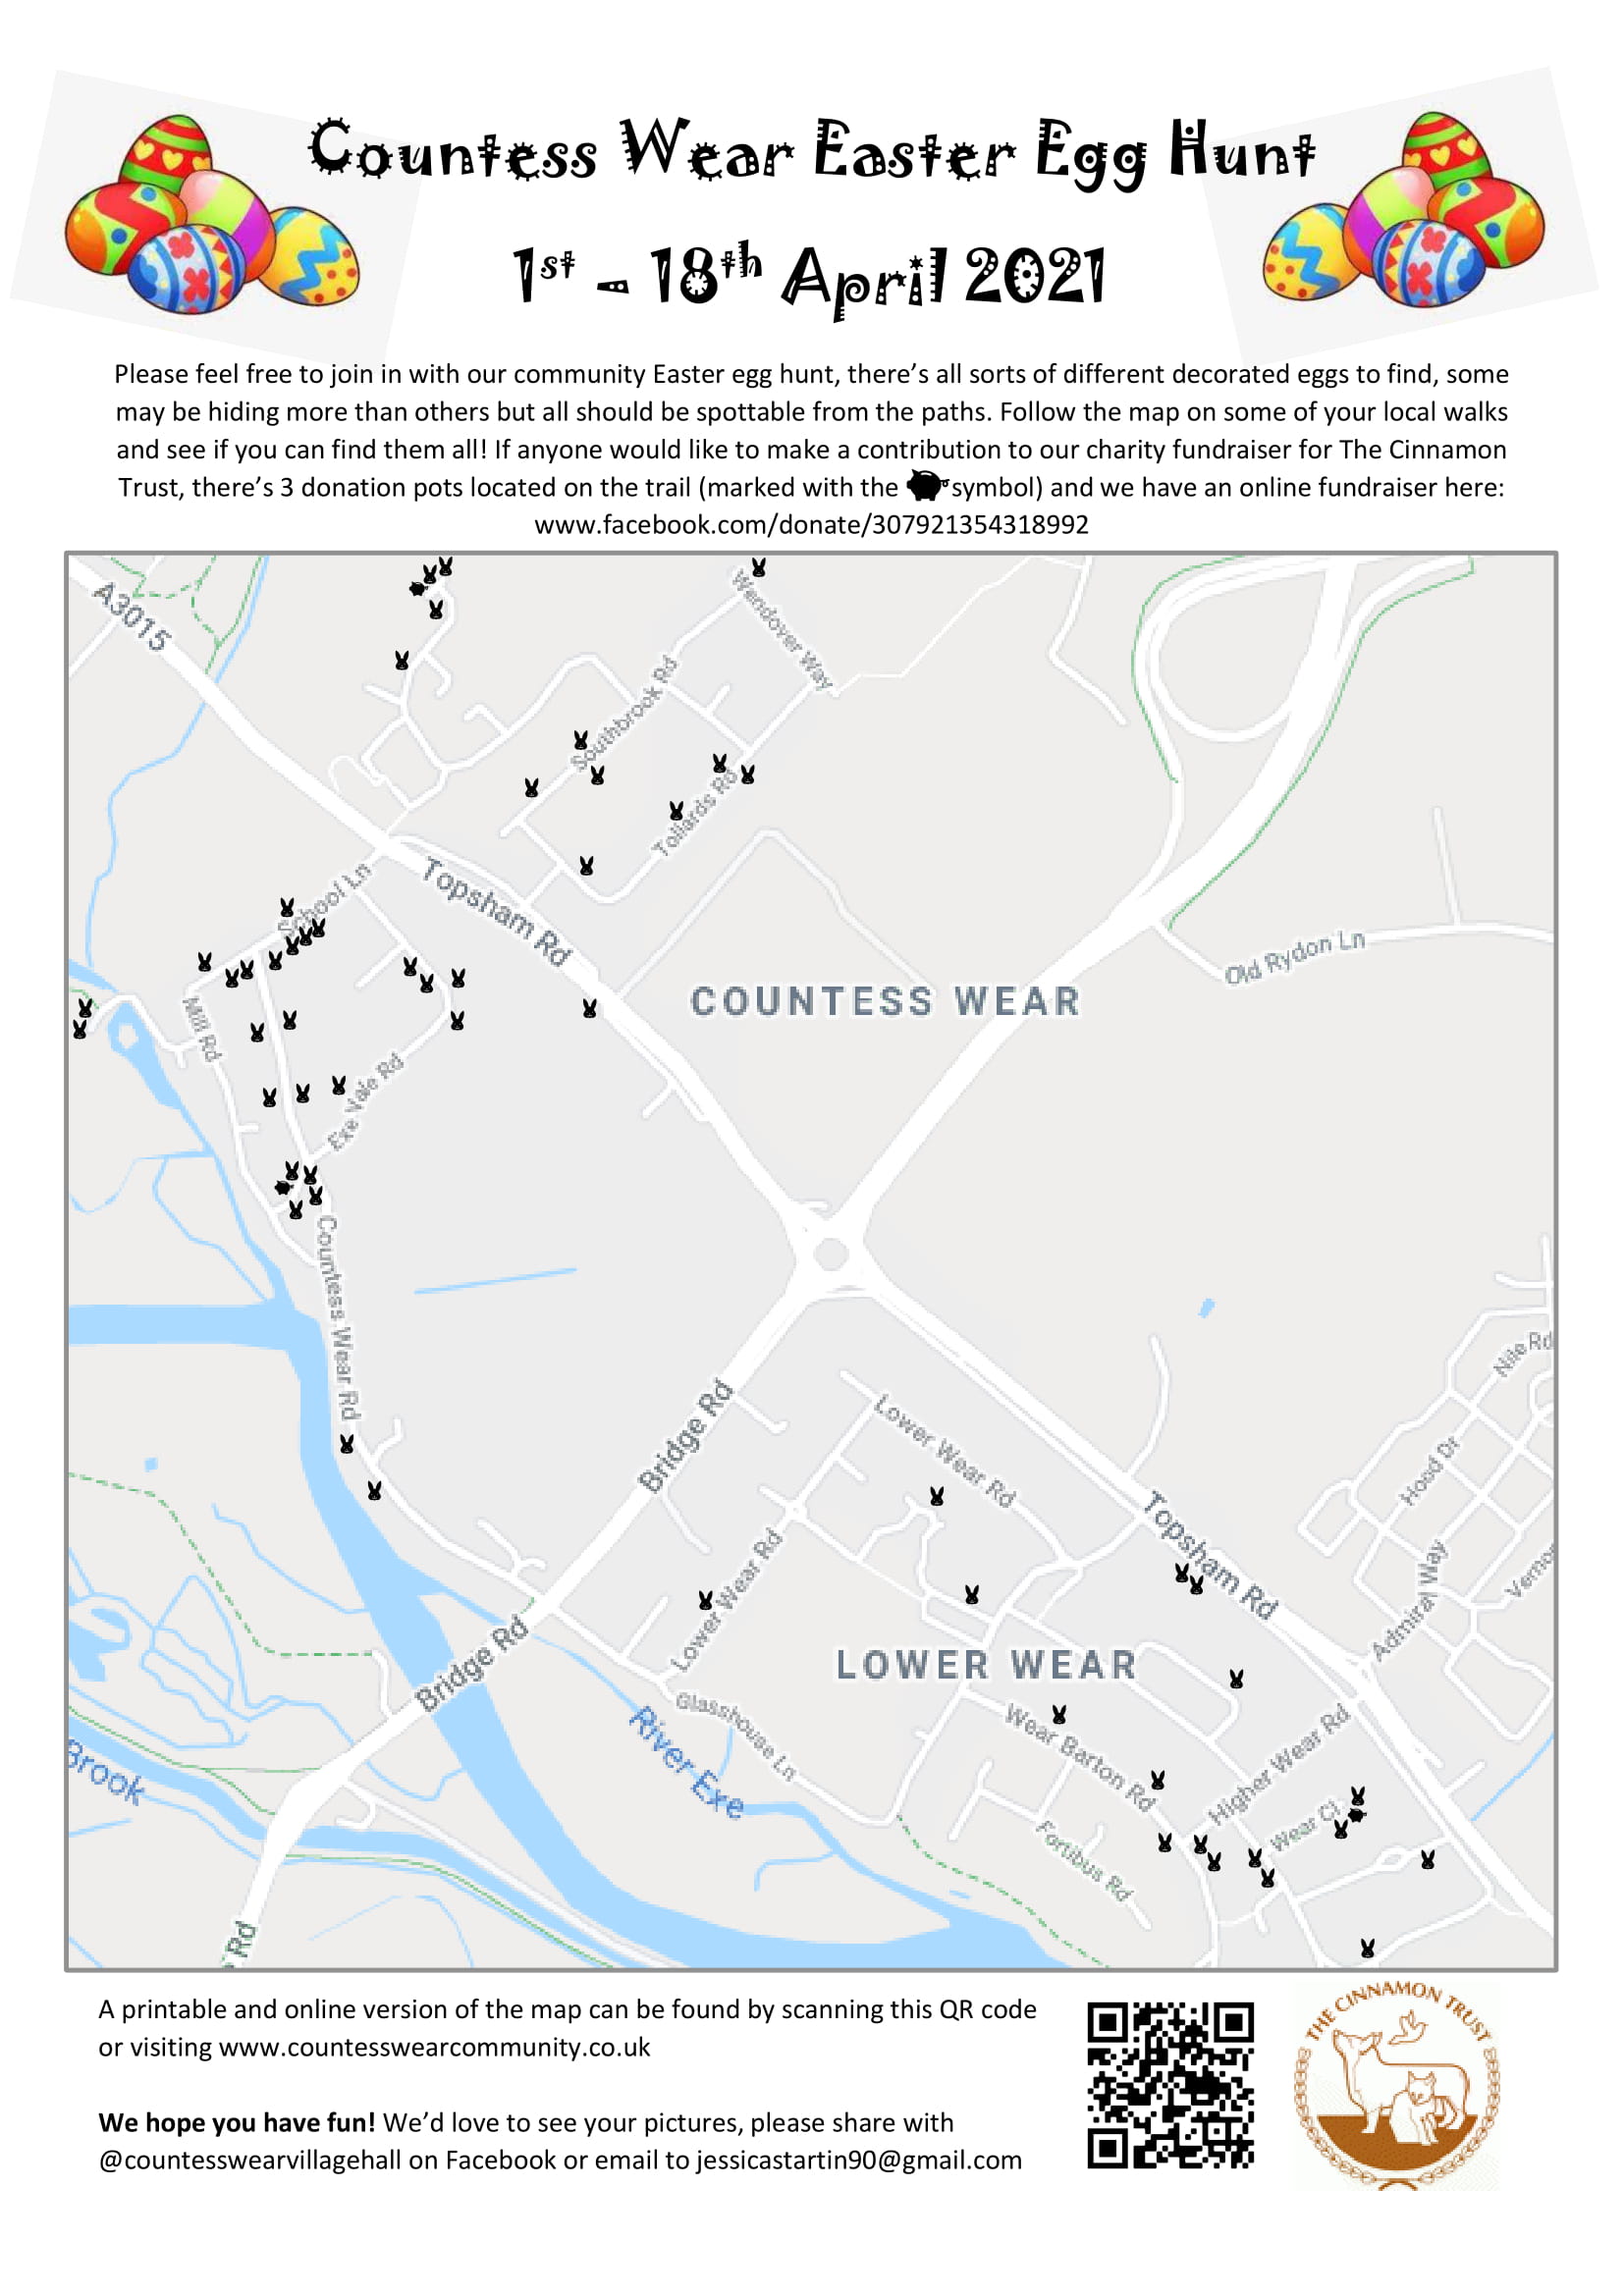 Countess Wear Easter Egg Hunt
1st – 18th April 2021
Please feel free to join in with our community Easter egg hunt, there’s all sorts of different decorated eggs to find, some
may be hiding more than others but all should be spottable from the paths. Follow the map on some of your local walks
and see if you can find them all! If anyone would like to make a contribution to our charity fundraiser for The Cinnamon
Trust, there’s 3 donation pots located on the trail (marked with the symbol) and we have an online fundraiser here:
www.facebook.com/donate/307921354318992
A3015
Wendover Way
Southbrook Rd
Tollards Rd
School Ln
Topsham Rd
Old Rydon Ln
COUNTESS WEAR
Mill Rd
Exe Vale Rd
Countess Wear Rd
Nile Rd
Bridge Rd
Lower Wear Rd
Hood Dr
Topsham Rd
Admiral Way
Verno
Lower Wear Rd
LOWER WEAR
Bridge Rd
Glasshouse Ln
River Exe
Wear Barton Rd
Higher Wear Rd
Brook
Wear Cl
Fortibus Rd
Rd
A printable and online version of the map can be found by scanning this QR code
or visiting www.countesswearcommunity.co.uk
We hope you have fun! We’d love to see your pictures, please share with
@countesswearvillagehall on Facebook or email to jessicastartin90@gmail.com
THE CINNAMON TRUST